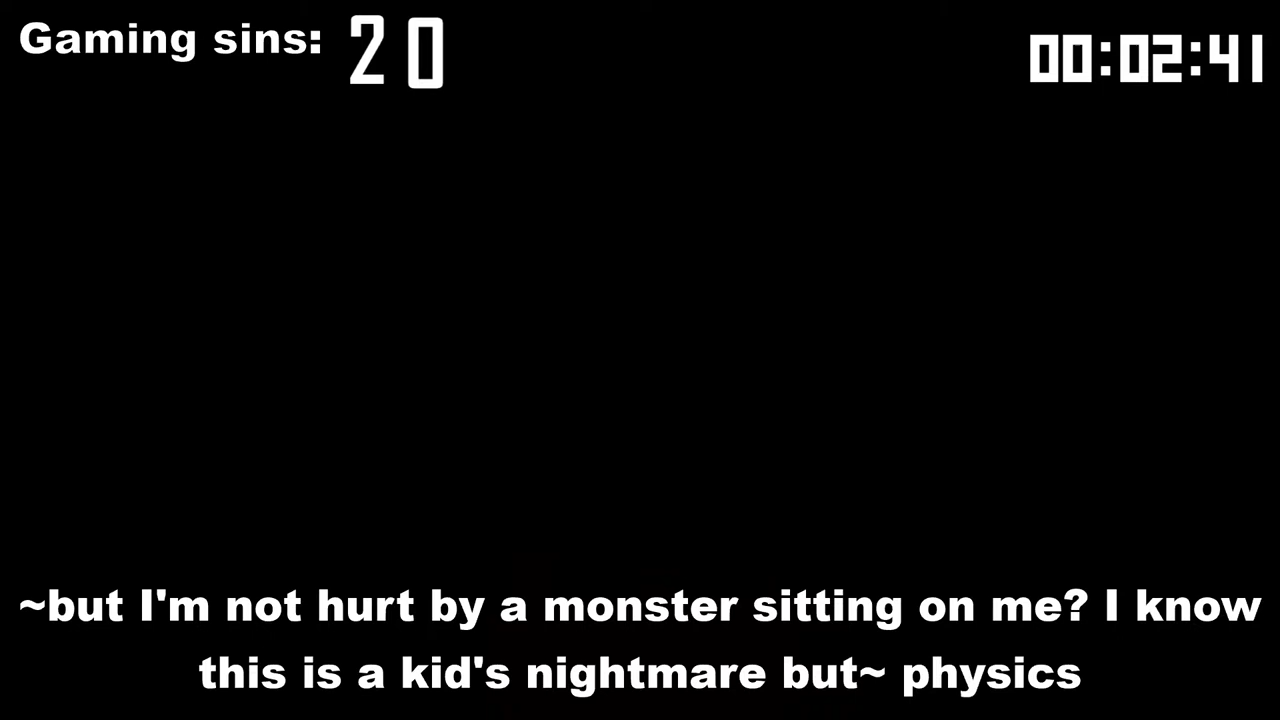 Gaming sins: 20
00:02:41
~but I'm not hurt by a monster sitting on me? I know
this is a kid's nightmare but~ physics